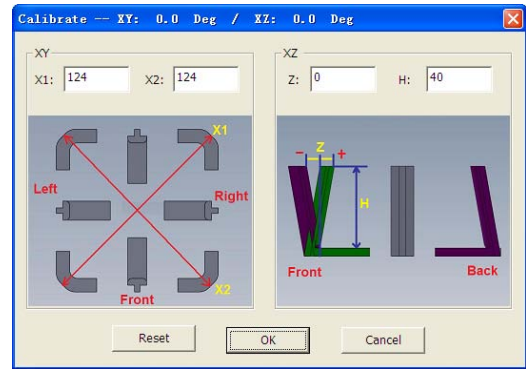 Calibrate -- XY: 0.0 Deg / XZ: 0.0 Deg
XY
X1: 124 X2: 124
XZ
Z: 0 H: 40
X1
Left
Right
X2
Front
- Z +
H
Front
Back
Reset OK Cancel